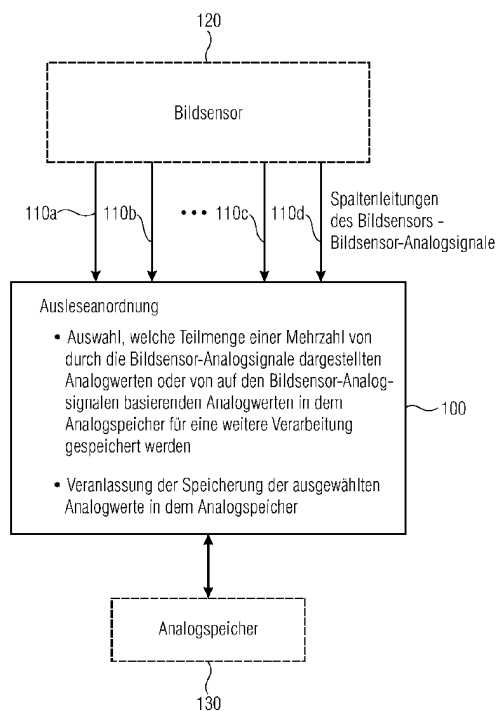 120
Bildsensor
110a
110b
•••
110c
110d
Spaltenleitungen
des Bildsensors -
Bildsensor-Analogsignale
Ausleseanordnung
• Auswahl, welche Teilmenge einer Mehrzahl von
durch die Bildsensor-Analogsignale dargestellten
Analogwerten oder von auf den Bildsensor-Analog-
signalen basierenden Analogwerten in dem
Analogspeicher für eine weitere Verarbeitung
gespeichert werden
• Veranlassung der Speicherung der ausgewählten
Analogwerte in dem Analogspeicher
100
Analogspeicher
130